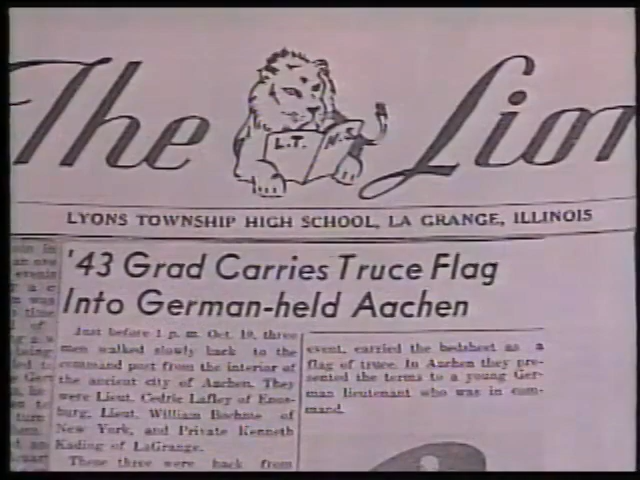 The Lion
L.T. H.S.
LYONS TOWNSHIP HIGH SCHOOL, LA GRANGE, ILLINOIS
'43 Grad Carries Truce Flag
Into German-held Aachen
Just before 1 p. m. Oct. 10, three
men walked slowly back to the
command post from the interior of
the ancient city of Aachen. They
were Lieut. Cedric Lafley of Enos-
burg, Lieut. William Boehme of
New York, and Private Kenneth
Kading of LaGrange.
These three were back from
event, carried the bedsheet as a
flag of truce. In Aachen they pre-
sented the terms to a young Ger-
man lieutenant who was in com-
mand.